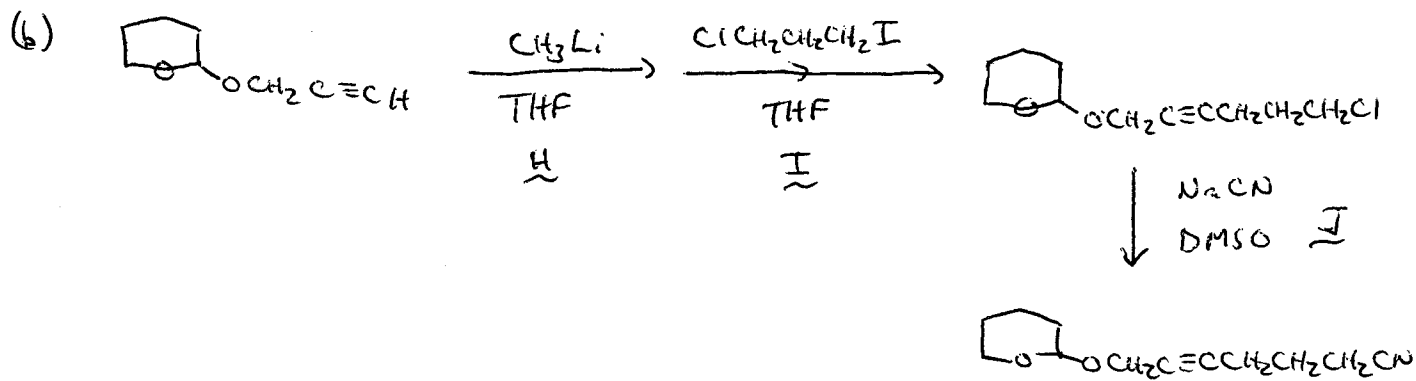 (b)
O
OCH₂C≡CH
CH₃Li
THF
H
ClCH₂CH₂CH₂I
THF
I
O
OCH₂C≡CCH₂CH₂CH₂Cl
NaCN
DMSO J
O
OCH₂C≡CCH₂CH₂CH₂CN